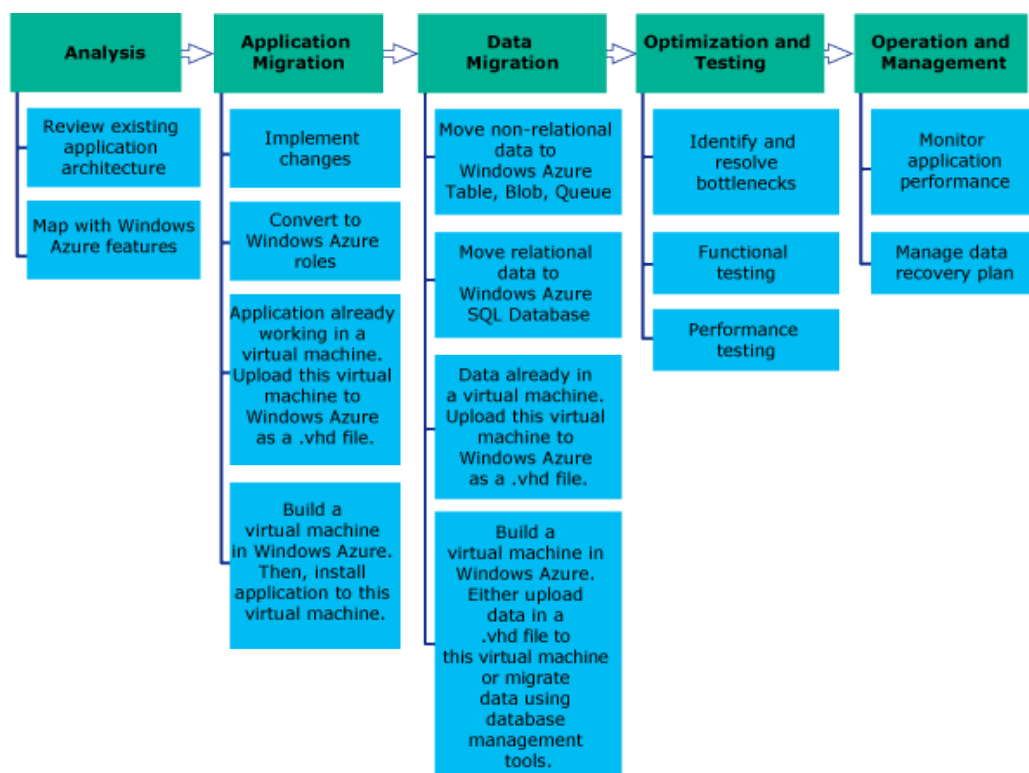 Analysis
Review existing
application
architecture
Map with Windows
Azure features
Application
Migration
Implement
changes
Convert to
Windows Azure
roles
Application already
working in a
virtual machine.
Upload this virtual
machine to
Windows Azure
as a .vhd file.
Build a
virtual machine
in Windows Azure.
Then, install
application to this
virtual machine.
Data
Migration
Move non-relational
data to
Windows Azure
Table, Blob, Queue
Move relational
data to
Windows Azure
SQL Database
Data already in
a virtual machine.
Upload this virtual
machine to
Windows Azure
as a .vhd file.
Build a
virtual machine in
Windows Azure.
Either upload
data in a
.vhd file to
this virtual machine
or migrate
data using
database
management
tools.
Optimization and
Testing
Identify and
resolve
bottlenecks
Functional
testing
Performance
testing
Operation and
Management
Monitor
application
performance
Manage data
recovery plan